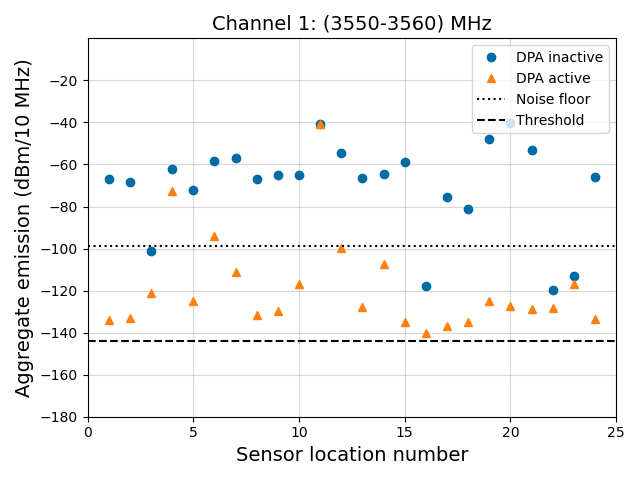 Channel 1: (3550-3560) MHz
Aggregate emission (dBm/10 MHz)
−20
−40
−60
−80
−100
−120
−140
−160
−180
DPA inactive
DPA active
Noise floor
Threshold
0
5
10
15
20
25
Sensor location number